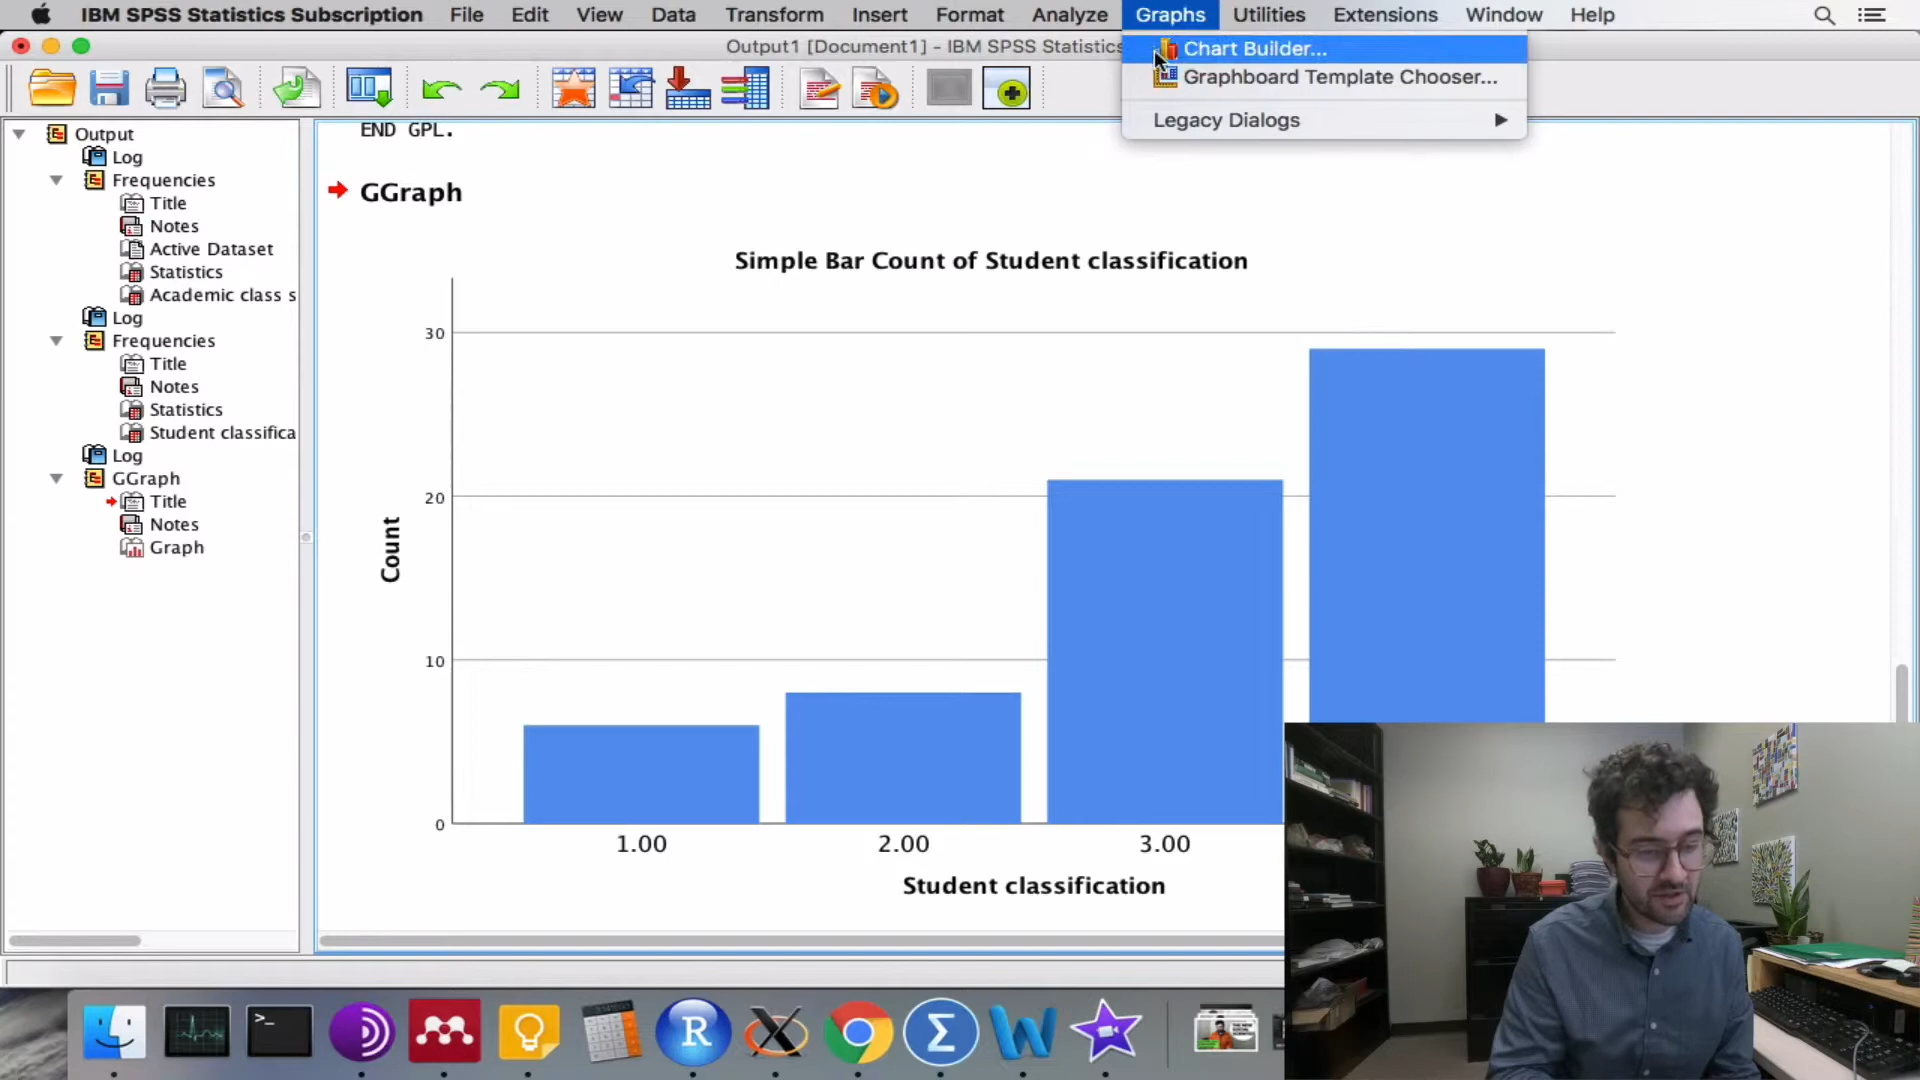 IBM SPSS Statistics Subscription File Edit View Data Transform Insert Format Analyze Graphs Utilities Extensions Window Help
Output1 [Document1] - IBM SPSS Statistics
Chart Builder...
Graphboard Template Chooser...
Legacy Dialogs
Output
Log
Frequencies
Title
Notes
Active Dataset
Statistics
Academic class s
Log
Frequencies
Title
Notes
Statistics
Student classifica
Log
GGraph
Title
Notes
Graph
END GPL.
GGraph
Simple Bar Count of Student classification
30
20
10
0
Count
1.00 2.00 3.00
Student classification